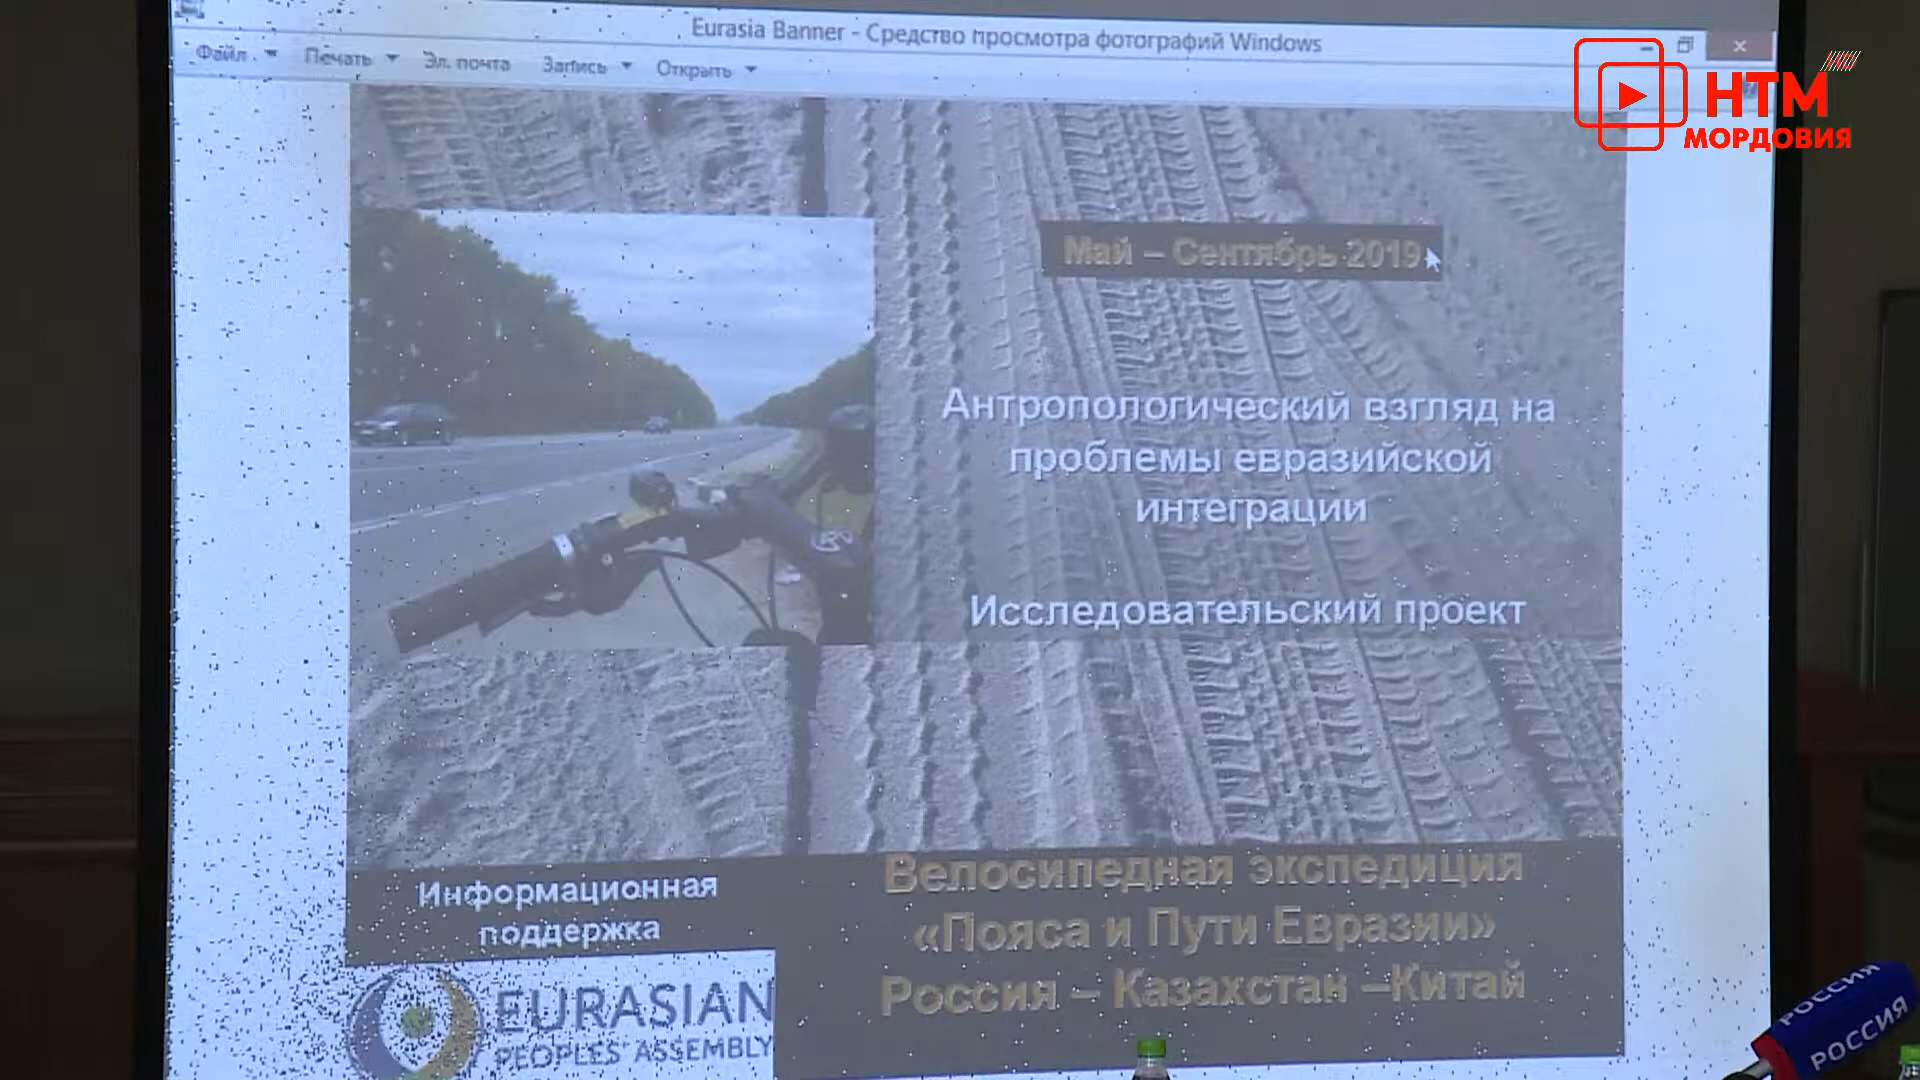 Eurasia Banner - Средство просмотра фотографий Windows
Файл Печать Эл. почта Запись Открыть
НТМ
МОРДОВИЯ
Май – Сентябрь 2019
Антропологический взгляд на
проблемы евразийской
интеграции
Исследовательский проект
Информационная
поддержка
EURASIAN
PEOPLES' ASSEMBLY
Велосипедная экспедиция
«Пояса и Пути Евразии»
Россия – Казахстан –Китай
РОССИЯ
РОССИЯ